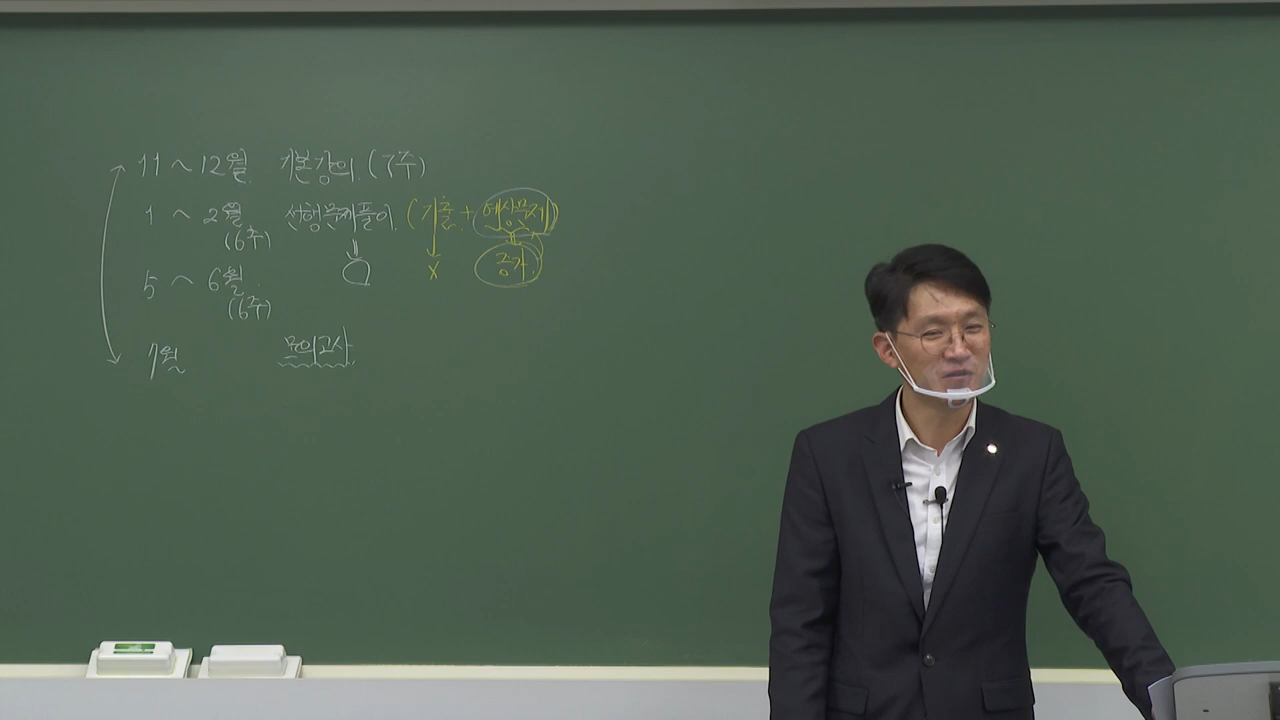 11 ~ 12월 기본강의 (7주)
1 ~ 2월 선행문제풀이 (기출 + 예상문제)
(6주)
X 증가
5 ~ 6월
(6주)
7월 모의고사